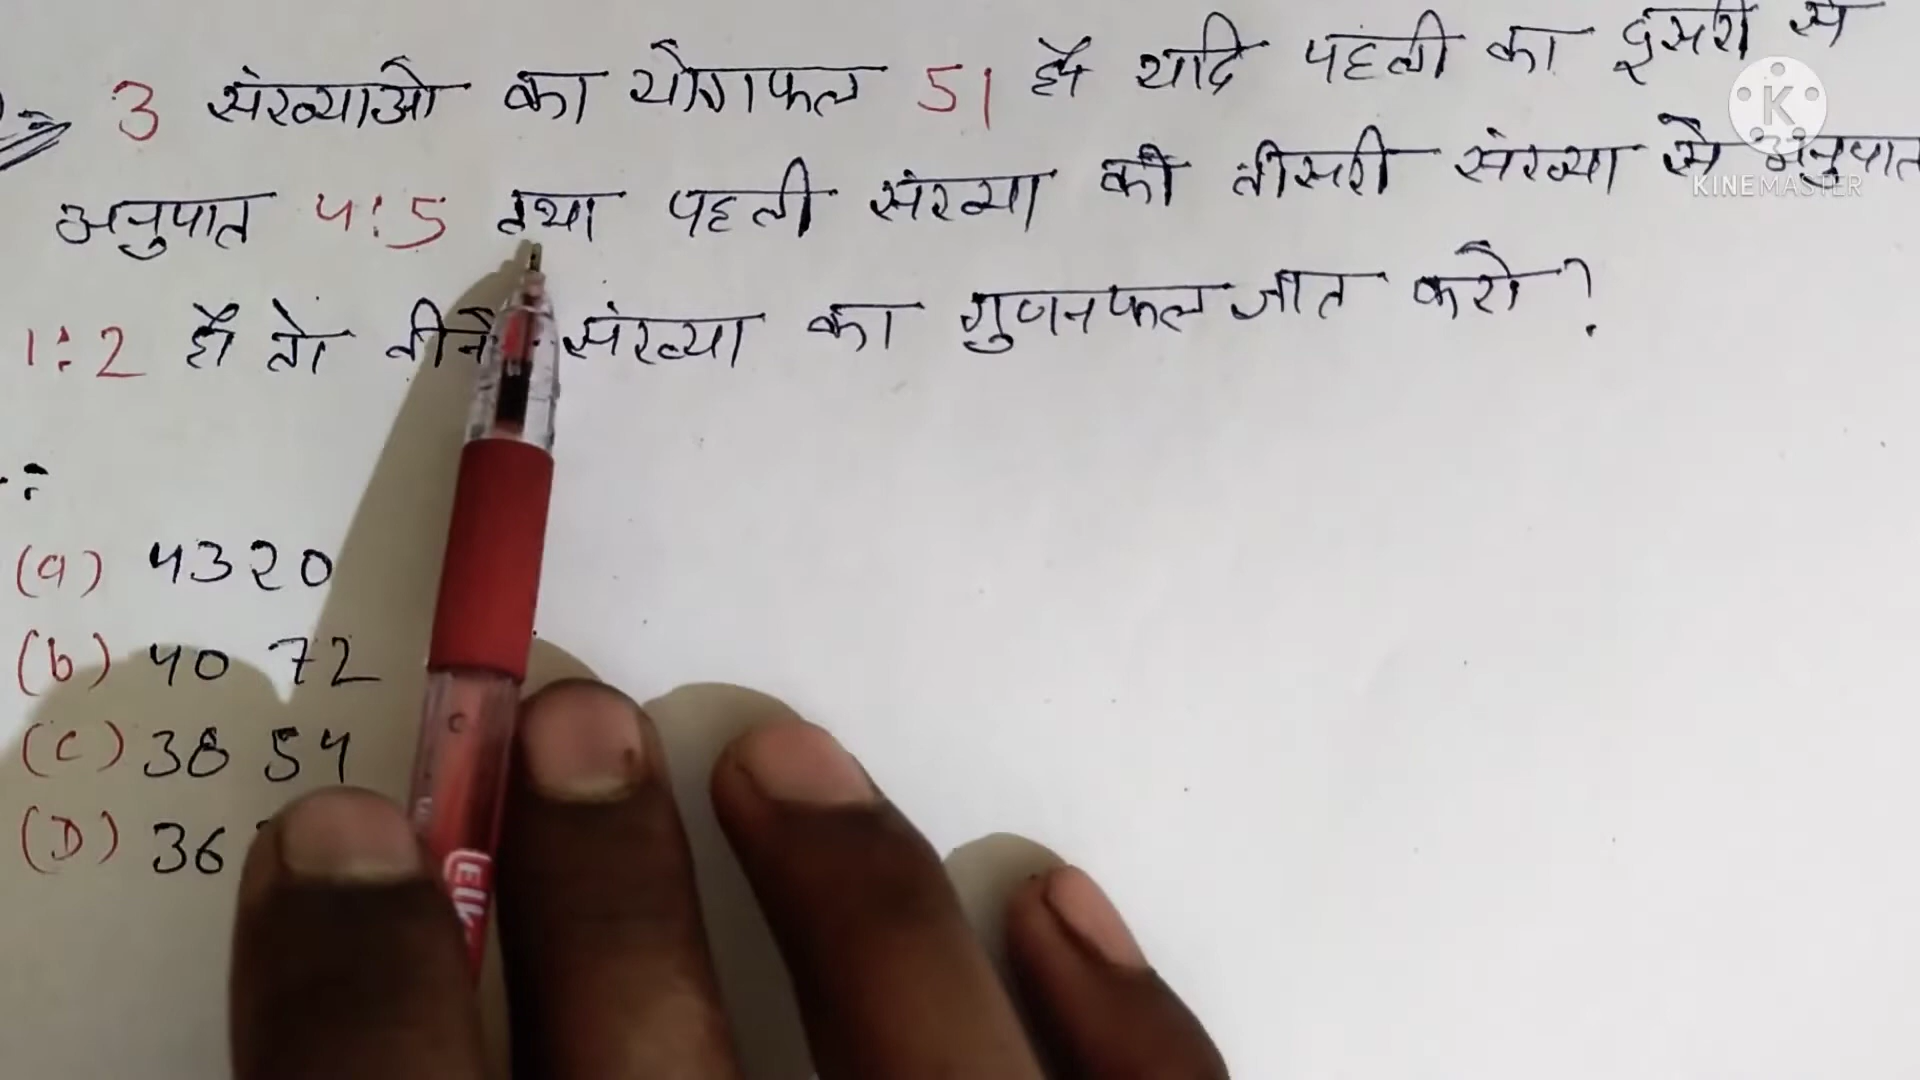 3 संख्याओ का योगफल 51 है यदि पहली का दूसरी से
अनुपात 4:5 तथा पहली संख्या की तीसरी संख्या से अनुपात
1:2 है तो संख्या का गुणनफल ज्ञात करो?
(a) 4320
(b) 4072
(c) 3854
(D) 36
KINEMASTER